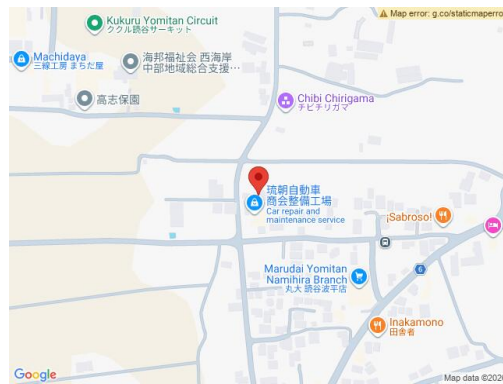 Map error: g.co/staticmaperro
Kukuru Yomitan Circuit
ククル読谷サーキット
Machidaya
三線工房 まちだ屋
海邦福祉会 西海岸
中部地域総合支援…
高志保園
Chibi Chirigama
チビチリガマ
琉朝自動車
商会整備工場
Car repair and
maintenance service
¡Sabroso!
Marudai Yomitan
Namihira Branch
丸大 読谷波平店
6
Inakamono
田舎者
Google
Map data ©202